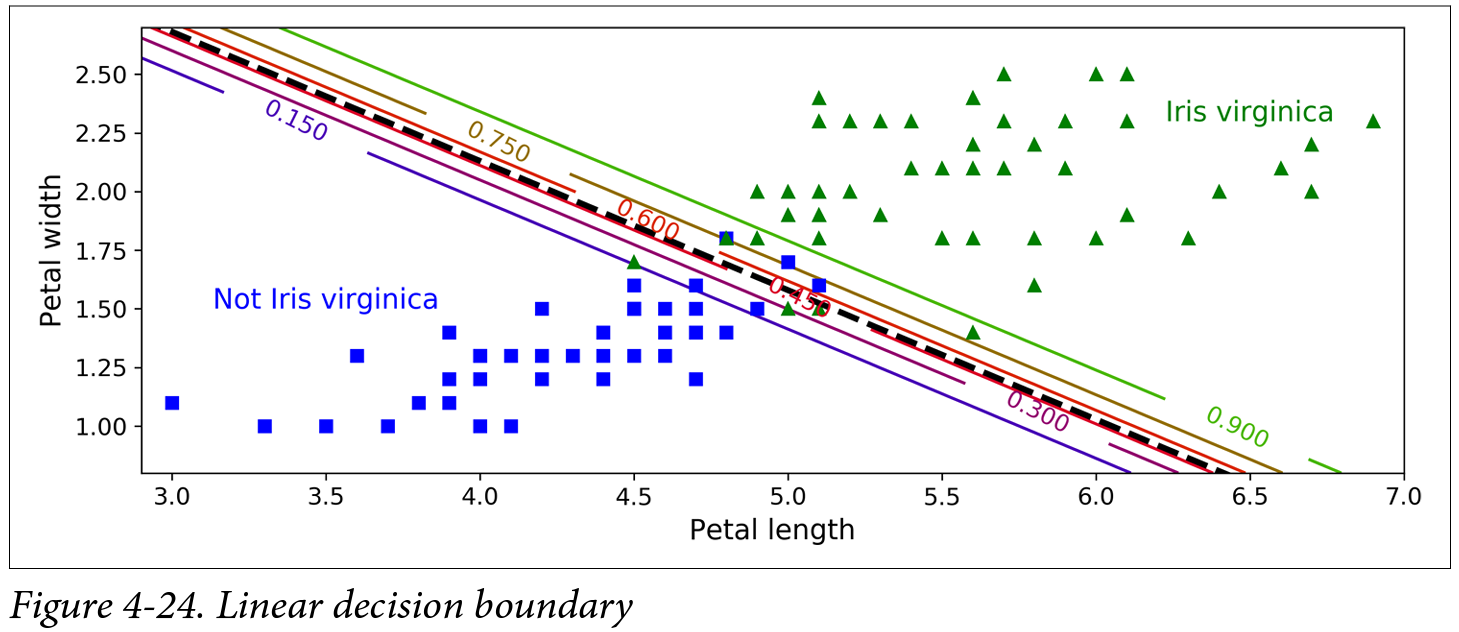 2.50
2.25
2.00
1.75
1.50
1.25
1.00
Petal width
0.150
0.750
0.600
0.450
0.300
0.900
Iris virginica
Not Iris virginica
3.0 3.5 4.0 4.5 5.0 5.5 6.0 6.5 7.0
Petal length
Figure 4-24. Linear decision boundary